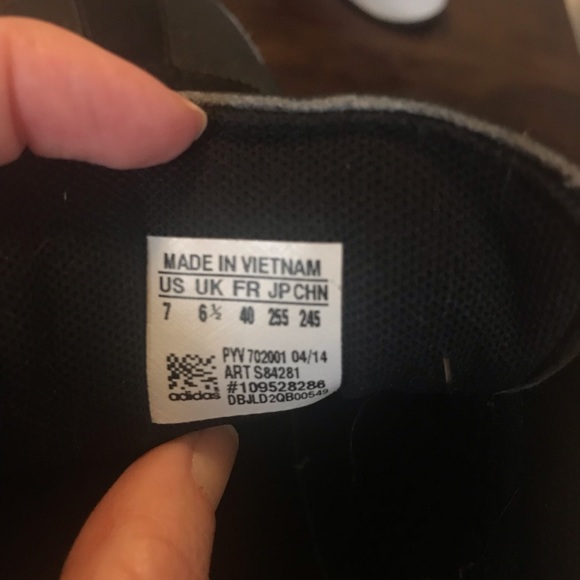 MADE IN VIETNAM
US UK FR JP CHN
7 6½ 40 255 245
PYV 702001 04/14
ART S84281
#109528286
adidas DBJLD2QB00549